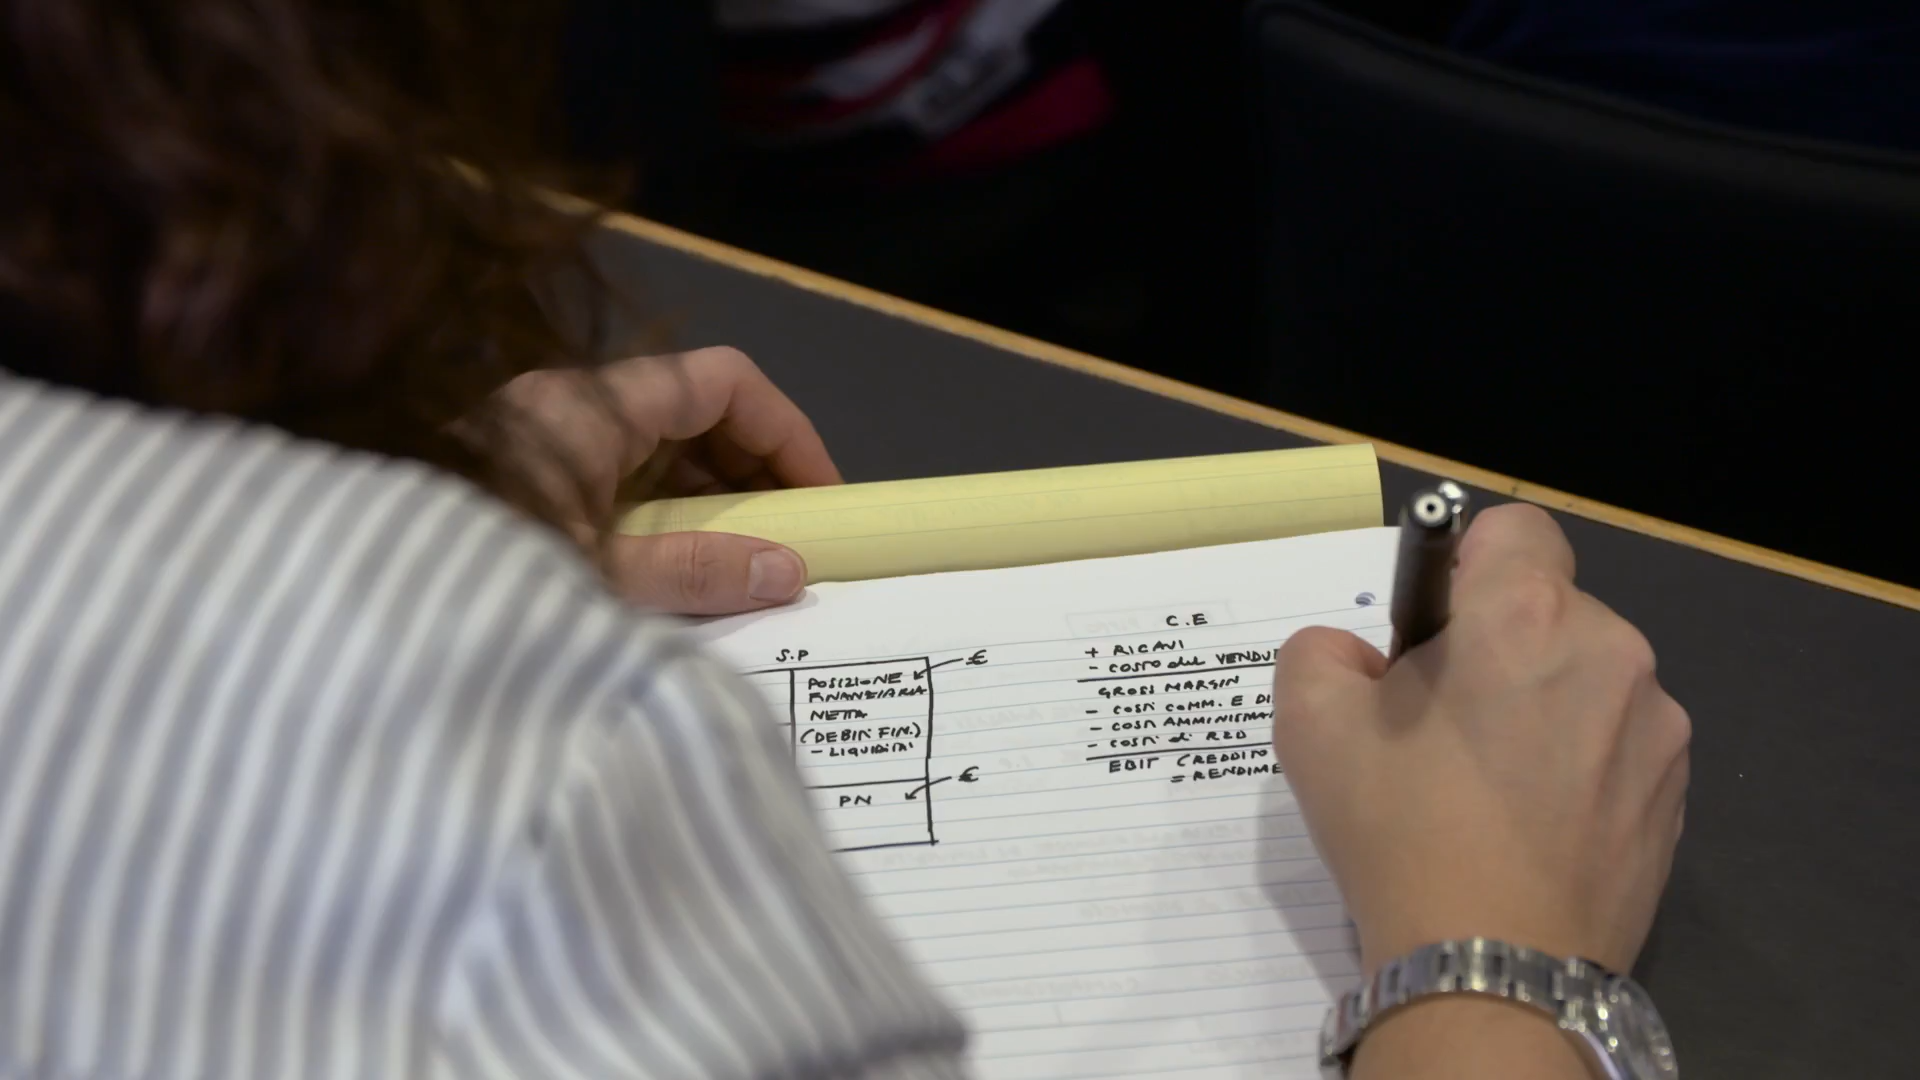 S.P
€
POSIZIONE
FINANZIARIA
NETTA
(DEBITI FIN.)
- LIQUIDITA'
€
PN
C.E
+ RICAVI
- COSTO del VENDU
GROSS MARGIN
- COSTI COMM. E DI
- COSTI AMMINISTRA
- COSTI di R&D
EBIT (REDDITO
= RENDIME